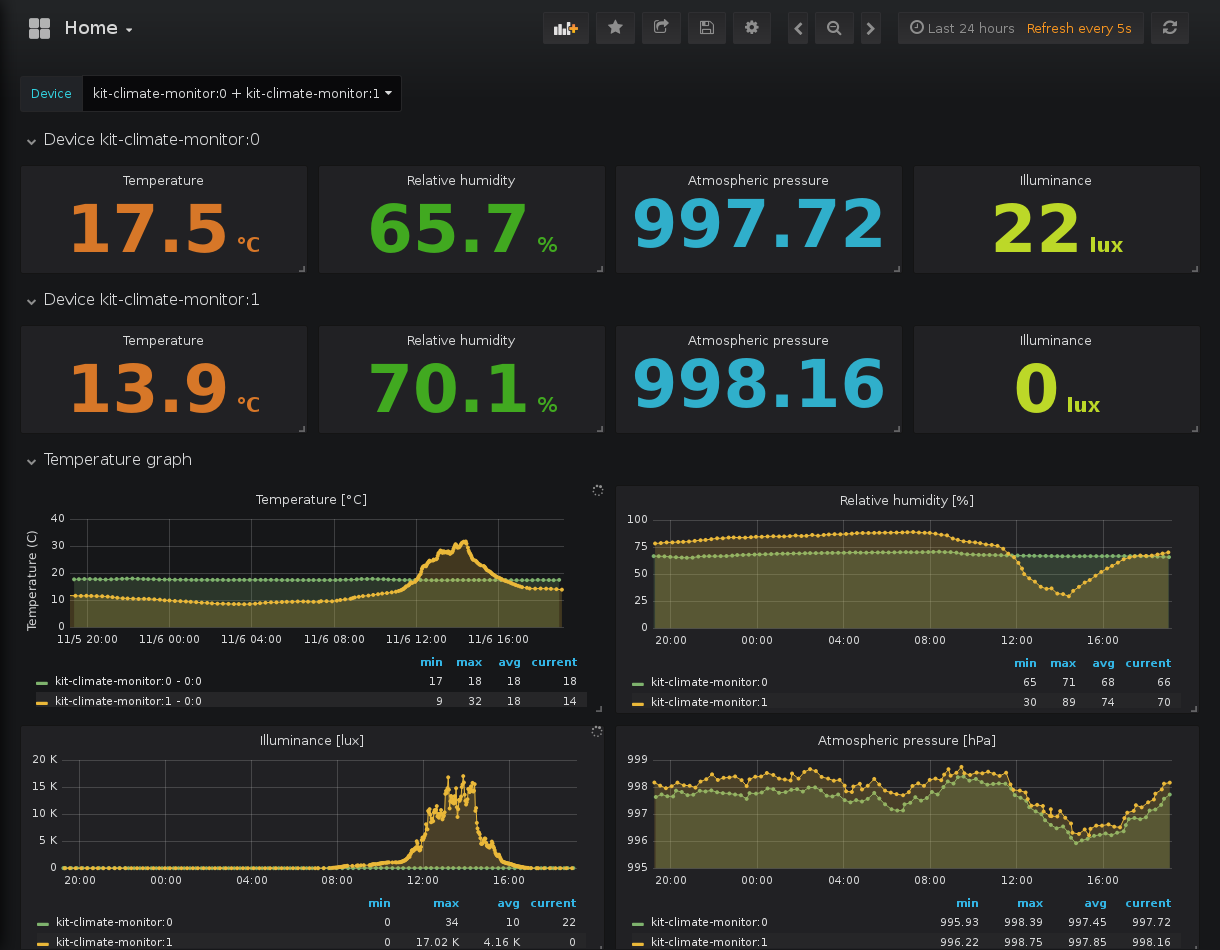 Home
Last 24 hours Refresh every 5s
Device kit-climate-monitor:0 + kit-climate-monitor:1
Device kit-climate-monitor:0
Temperature Relative humidity Atmospheric pressure Illuminance
17.5 °C 65.7 % 997.72 22 lux
Device kit-climate-monitor:1
Temperature Relative humidity Atmospheric pressure Illuminance
13.9 °C 70.1 % 998.16 0 lux
Temperature graph
Temperature [°C]
Temperature (C)
40
30
20
10
0
11/5 20:00 11/6 00:00 11/6 04:00 11/6 08:00 11/6 12:00 11/6 16:00
min max avg current
kit-climate-monitor:0 - 0:0 17 18 18 18
kit-climate-monitor:1 - 0:0 9 32 18 14
Relative humidity [%]
100
75
50
25
0
20:00 00:00 04:00 08:00 12:00 16:00
min max avg current
kit-climate-monitor:0 65 71 68 66
kit-climate-monitor:1 30 89 74 70
Illuminance [lux]
20 K
15 K
10 K
5 K
0
20:00 00:00 04:00 08:00 12:00 16:00
min max avg current
kit-climate-monitor:0 0 34 10 22
kit-climate-monitor:1 0 17.02 K 4.16 K 0
Atmospheric pressure [hPa]
999
998
997
996
995
20:00 00:00 04:00 08:00 12:00 16:00
min max avg current
kit-climate-monitor:0 995.93 998.39 997.45 997.72
kit-climate-monitor:1 996.22 998.75 997.85 998.16